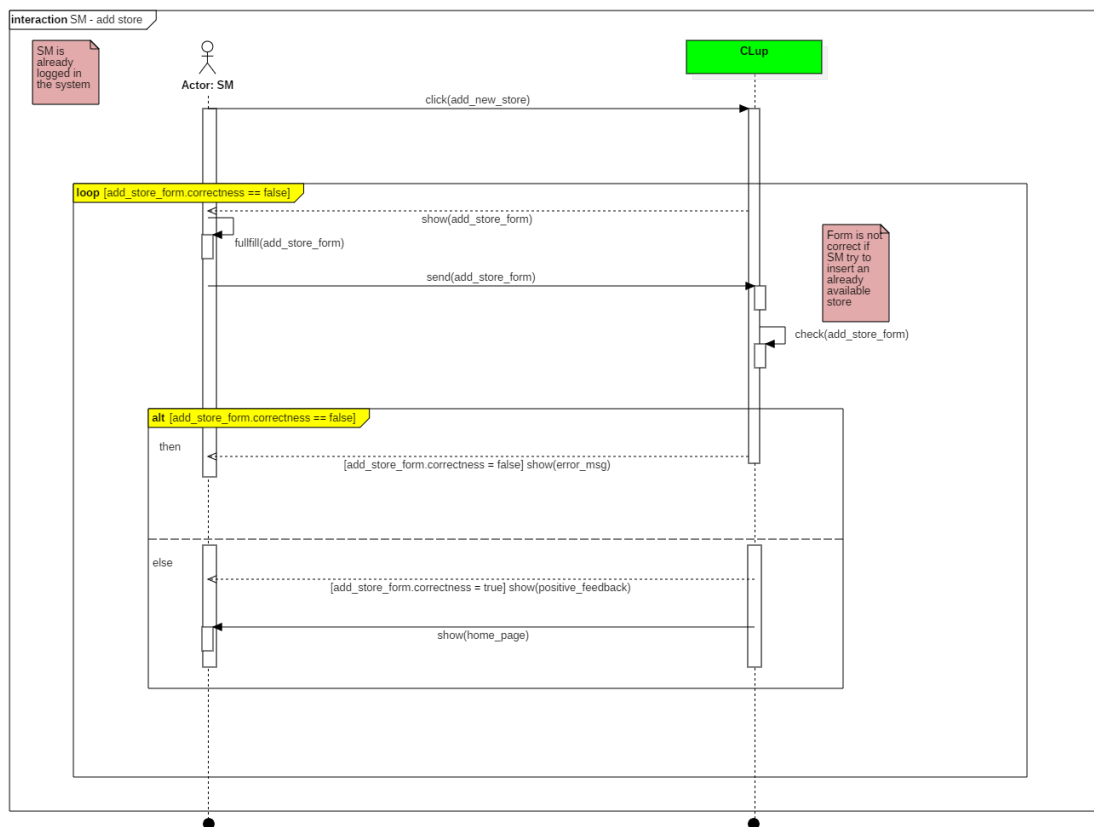 interaction SM - add store
SM is
already
logged in
the system
Actor: SM
CLup
click(add_new_store)
loop [add_store_form.correctness == false]
show(add_store_form)
fullfill(add_store_form)
Form is not
correct if
SM try to
insert an
already
available
store
send(add_store_form)
check(add_store_form)
alt [add_store_form.correctness == false]
then
[add_store_form.correctness = false] show(error_msg)
else
[add_store_form.correctness = true] show(positive_feedback)
show(home_page)